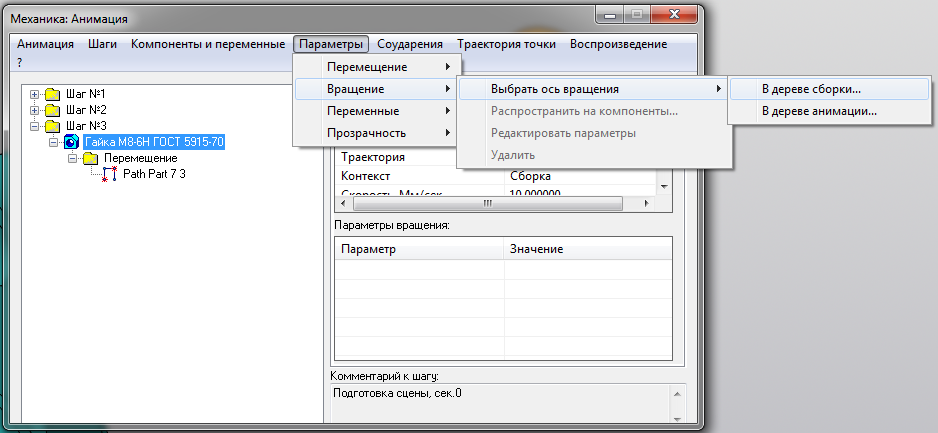 Механика: Анимация
Анимация Шаги Компоненты и переменные Параметры Соударения Траектория точки Воспроизведение
?
Перемещение
Вращение
Переменные
Прозрачность
Выбрать ось вращения
Распространить на компоненты...
Редактировать параметры
Удалить
В дереве сборки...
В дереве анимации...
Шаг №1
Шаг №2
Шаг №3
Гайка M8-6H ГОСТ 5915-70
Перемещение
Path Part 7 3
Траектория
Контекст Сборка
Скорость, Мм/сек 10.000000
Параметры вращения:
Параметр Значение
Комментарий к шагу:
Подготовка сцены, сек.0